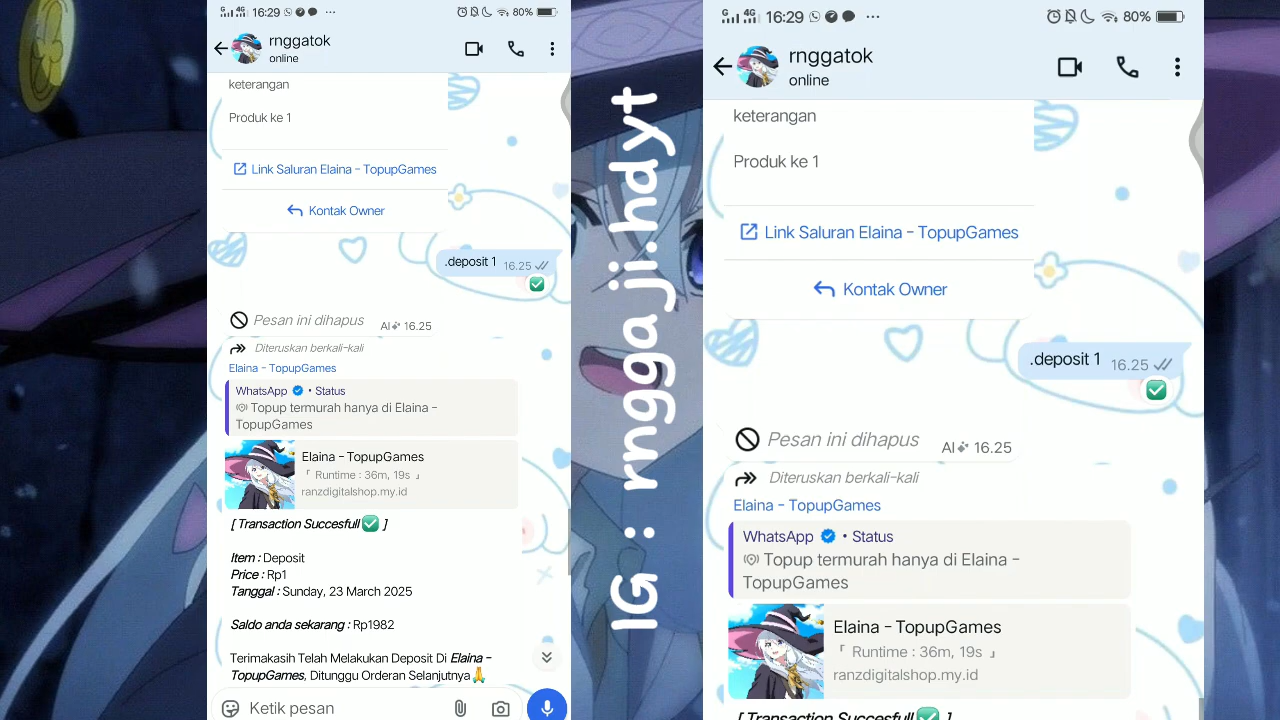 16:29
80%
rnggatok
online
keterangan
Produk ke 1
Link Saluran Elaina - TopupGames
Kontak Owner
.deposit 1 16.25
Pesan ini dihapus
AI 16.25
Diteruskan berkali-kali
Elaina - TopupGames
WhatsApp • Status
Topup termurah hanya di Elaina -
TopupGames
Elaina - TopupGames
「 Runtime : 36m, 19s 」
ranzdigitalshop.my.id
[ Transaction Succesfull ✅ ]
Item : Deposit
Price : Rp1
Tanggal : Sunday, 23 March 2025
Saldo anda sekarang : Rp1982
Terimakasih Telah Melakukan Deposit Di Elaina -
TopupGames, Ditunggu Orderan Selanjutnya🙏
Ketik pesan
IG : rnggaji.hdyt
16:29
80%
rnggatok
online
keterangan
Produk ke 1
Link Saluran Elaina - TopupGames
Kontak Owner
.deposit 1 16.25
Pesan ini dihapus
AI 16.25
Diteruskan berkali-kali
Elaina - TopupGames
WhatsApp • Status
Topup termurah hanya di Elaina -
TopupGames
Elaina - TopupGames
「 Runtime : 36m, 19s 」
ranzdigitalshop.my.id
[ Transaction Succesfull ✅ ]